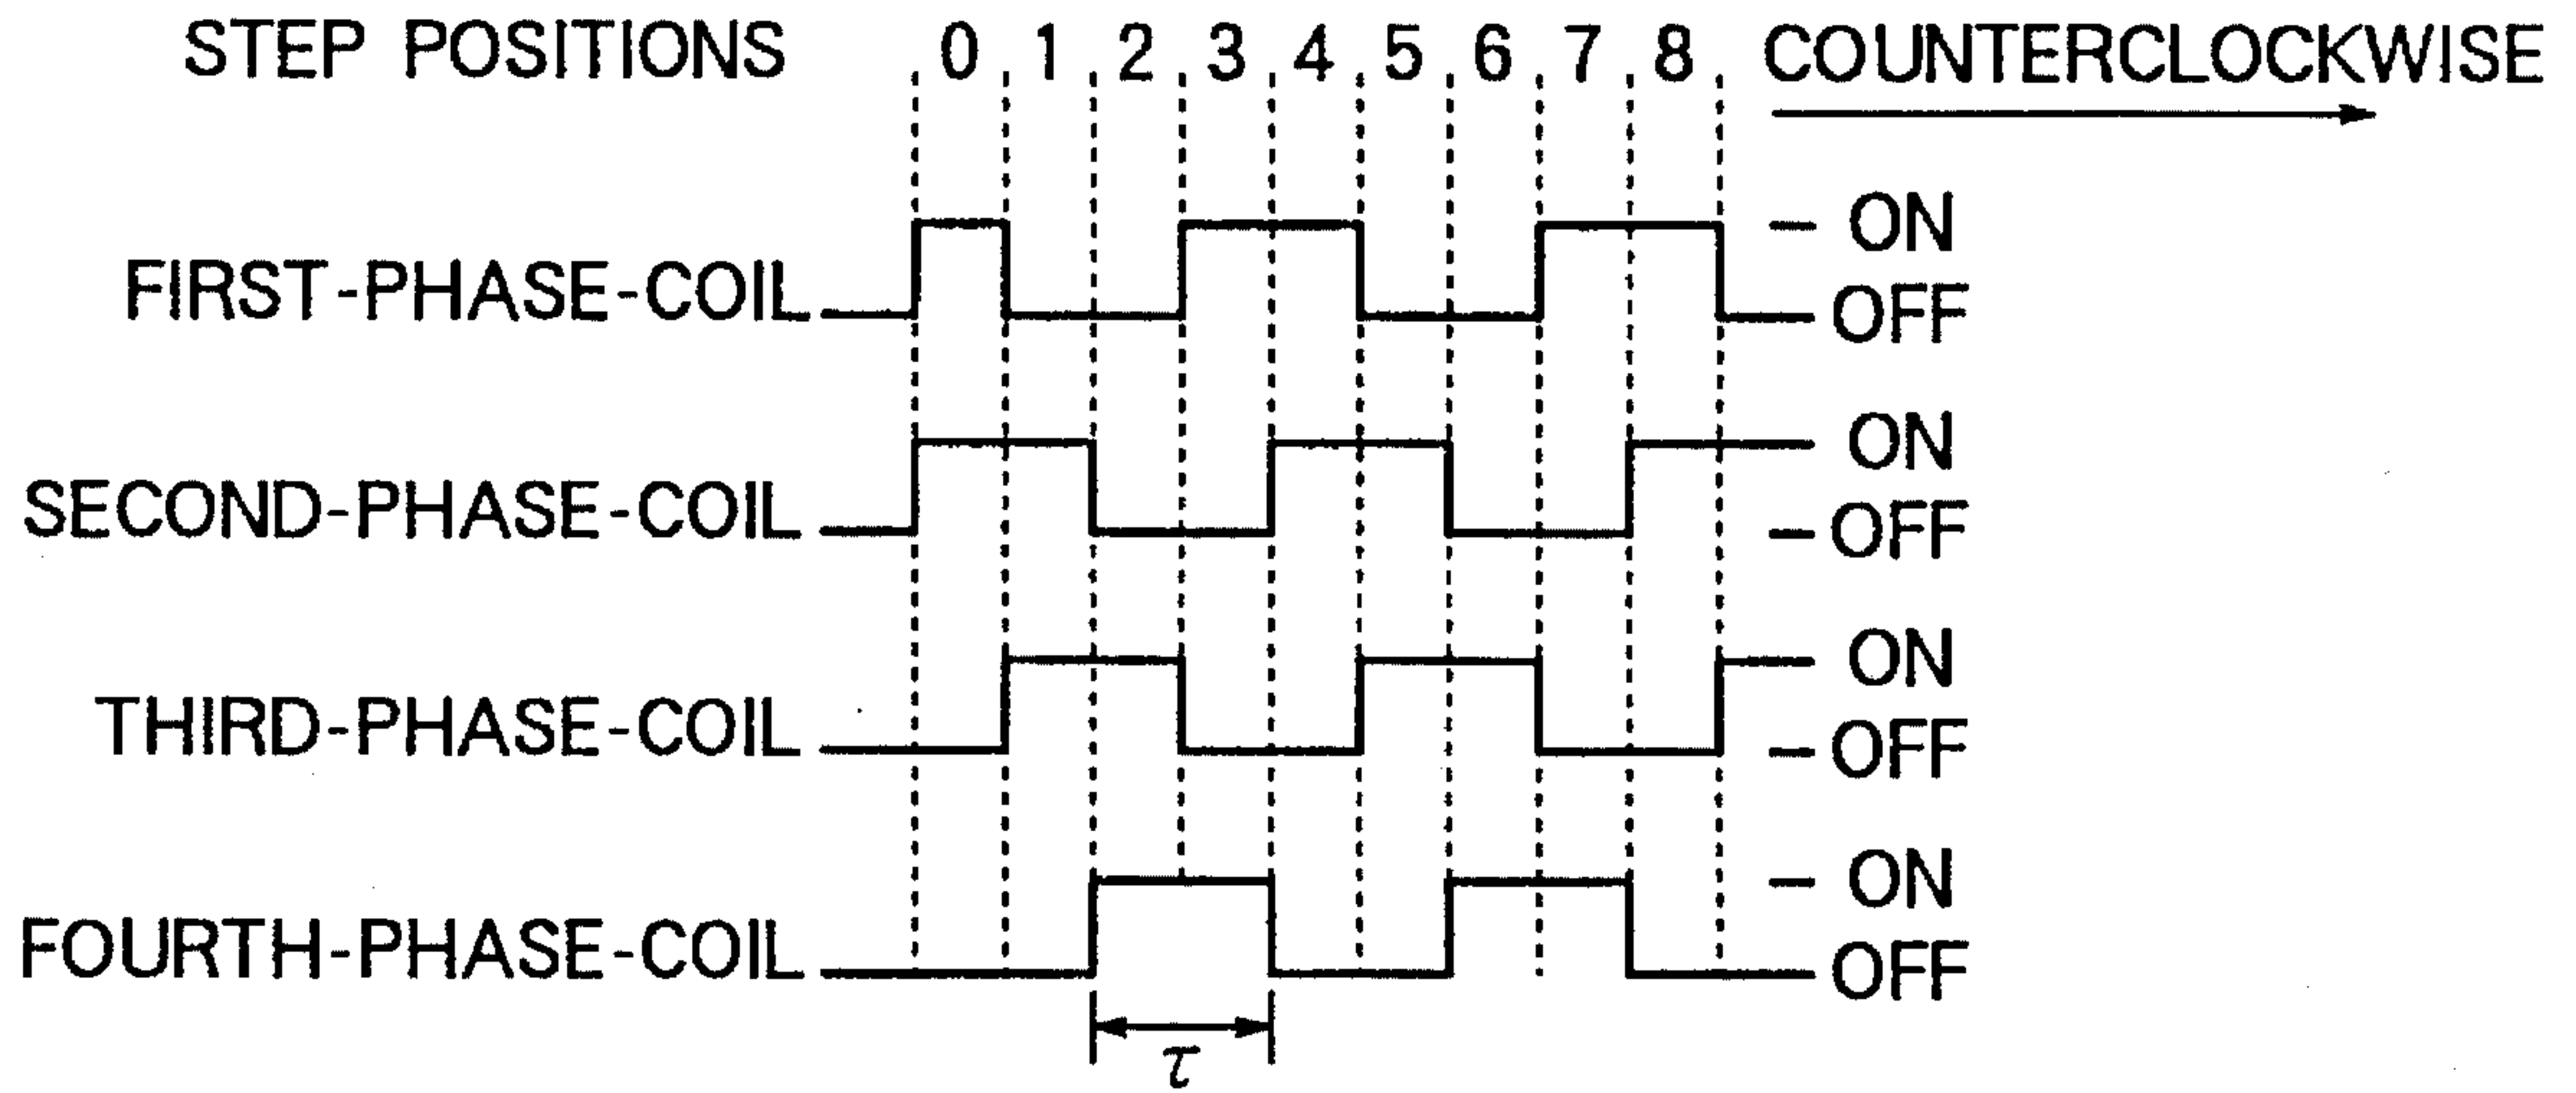 STEP POSITIONS 0 1 2 3 4 5 6 7 8 COUNTERCLOCKWISE
ON
FIRST-PHASE-COIL OFF
ON
SECOND-PHASE-COIL OFF
ON
THIRD-PHASE-COIL OFF
ON
FOURTH-PHASE-COIL OFF
τ